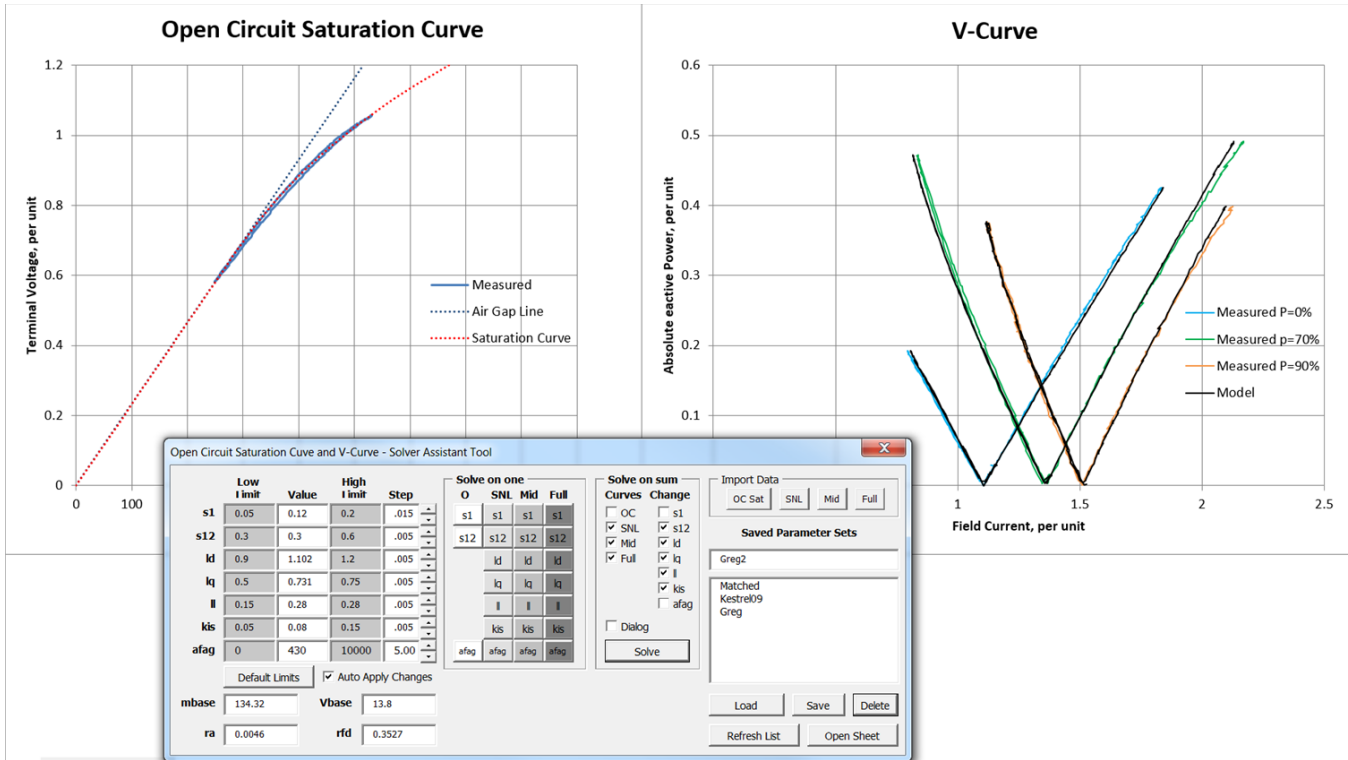 Open Circuit Saturation Curve
1.2
1
0.8
0.6
0.4
0.2
0
0
100
Terminal Voltage, per unit
Measured
Air Gap Line
Saturation Curve
V-Curve
0.6
0.5
0.4
0.3
0.2
0.1
0
Absolute eactive Power, per unit
Measured P=0%
Measured p=70%
Measured P=90%
Model
1
1.5
2
2.5
Field Current, per unit
Open Circuit Saturation Cuve and V-Curve - Solver Assistant Tool
Low Limit Value High Limit Step
s1 0.05 0.12 0.2 .015
s12 0.3 0.3 0.6 .005
ld 0.9 1.102 1.2 .005
lq 0.5 0.731 0.75 .005
ll 0.15 0.28 0.28 .005
kis 0.05 0.08 0.15 .005
afag 0 430 10000 5.00
Default Limits
Auto Apply Changes
mbase 134.32 Vbase 13.8
ra 0.0046 rfd 0.3527
Solve on one
O SNL Mid Full
s1 s1 s1 s1
s12 s12 s12 s12
ld ld ld
lq lq lq
ll ll ll
kis kis kis
afag afag afag afag
Solve on sum
Curves Change
OC s1
SNL s12
Mid ld
Full lq
ll
kis
afag
Dialog
Solve
Import Data
OC Sat SNL Mid Full
Saved Parameter Sets
Greg2
Matched
Kestrel09
Greg
Load Save Delete
Refresh List Open Sheet